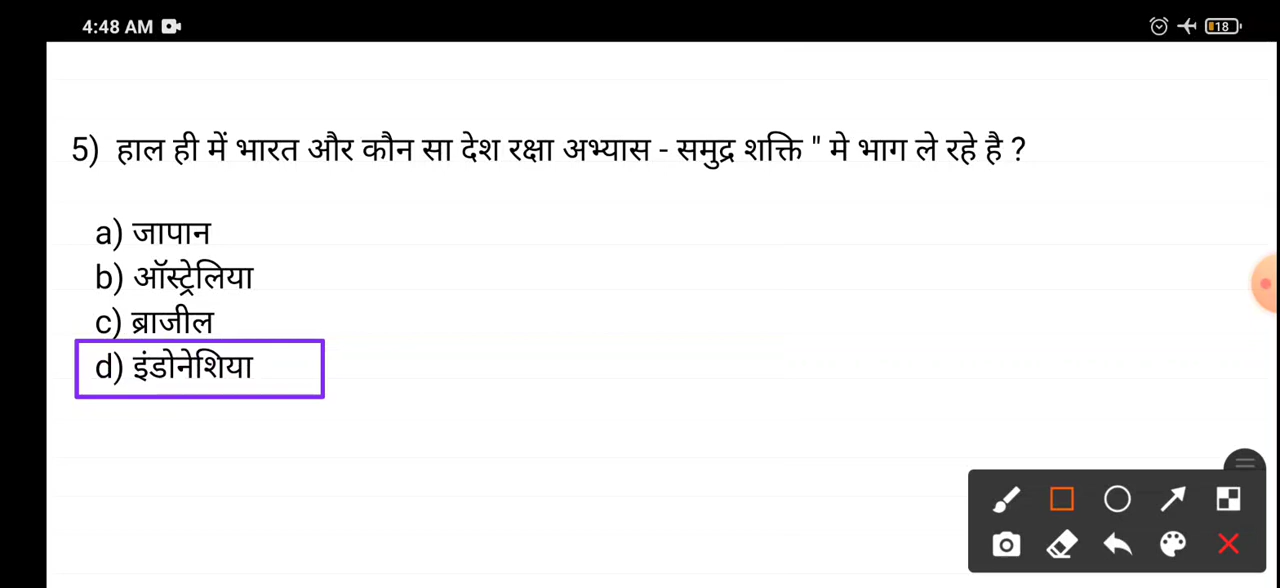 4:48 AM
18
5) हाल ही में भारत और कौन सा देश रक्षा अभ्यास - समुद्र शक्ति " मे भाग ले रहे है ?
a) जापान
b) ऑस्ट्रेलिया
c) ब्राजील
d) इंडोनेशिया